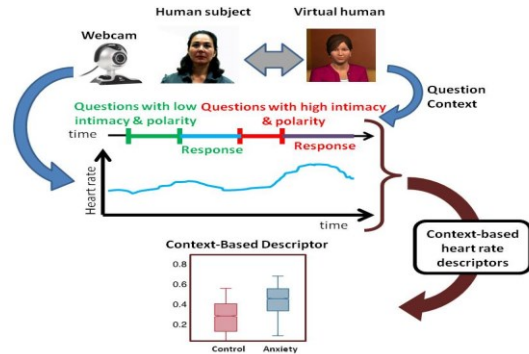 Human subject
Virtual human
Webcam
Question
Context
Questions with low
intimacy & polarity
Questions with high intimacy
& polarity
time
Response
Response
Heart rate
time
Context-based
heart rate
descriptors
Context-Based Descriptor
0.8
0.6
0.4
0.2
Control
Anxiety